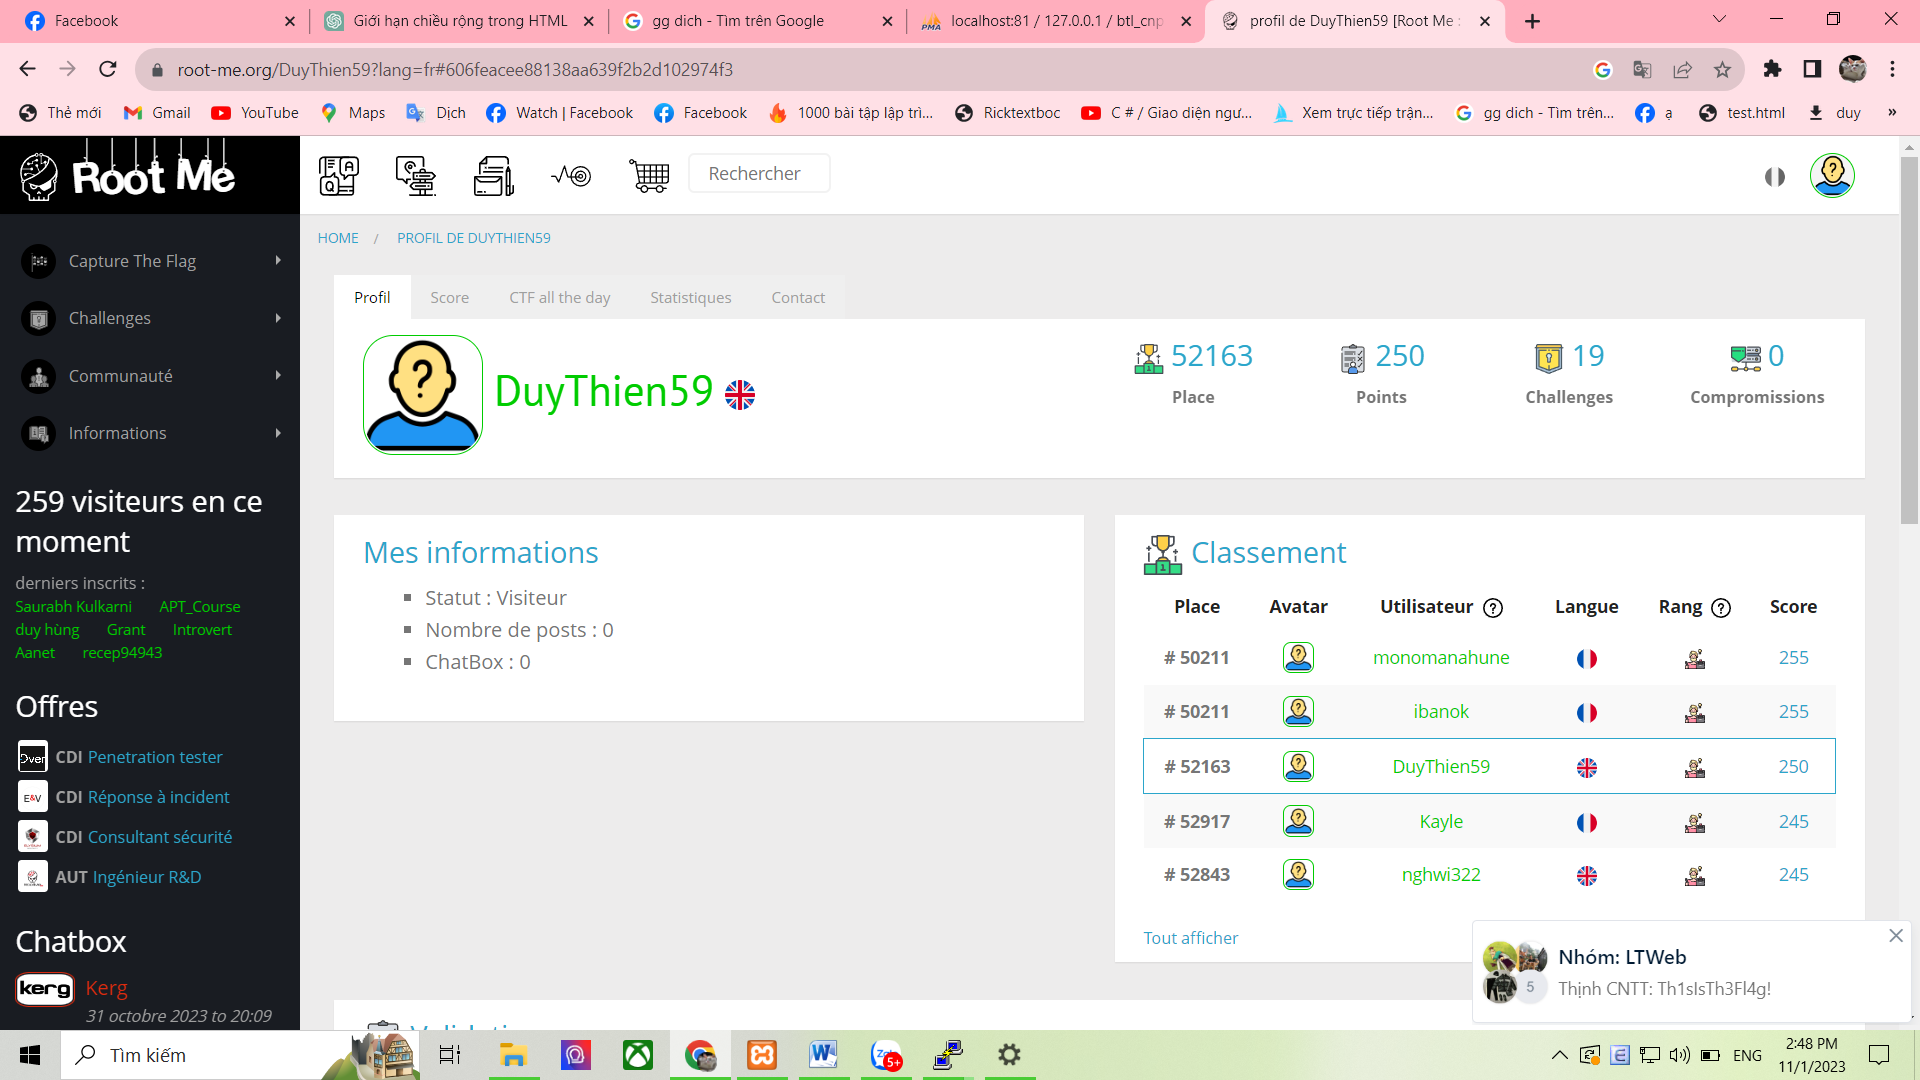 Facebook
Giới hạn chiều rộng trong HTML
gg dich - Tìm trên Google
localhost:81 / 127.0.0.1 / btl_cnp
profil de DuyThien59 [Root Me :
root-me.org/DuyThien59?lang=fr#606feacee88138aa639f2b2d102974f3
Thẻ mới
Gmail
YouTube
Maps
Dịch
Watch | Facebook
Facebook
1000 bài tập lập trì...
Ricktextboc
C # / Giao diện ngư...
Xem trực tiếp trận...
gg dich - Tìm trên...
ạ
test.html
duy
»
Root Me
Rechercher
HOME / PROFIL DE DUYTHIEN59
Capture The Flag
Challenges
Communauté
Informations
259 visiteurs en ce
moment
derniers inscrits :
Saurabh Kulkarni APT_Course
duy hùng Grant Introvert
Aanet recep94943
Offres
CDI Penetration tester
E&V CDI Réponse à incident
CDI Consultant sécurité
AUT Ingénieur R&D
Chatbox
kerg Kerg
31 octobre 2023 to 20:09
Profil Score CTF all the day Statistiques Contact
DuyThien59
52163
Place
250
Points
19
Challenges
0
Compromissions
Mes informations
Statut : Visiteur
Nombre de posts : 0
ChatBox : 0
Classement
Place Avatar Utilisateur ? Langue Rang ? Score
# 50211 monomanahune 255
# 50211 ibanok 255
# 52163 DuyThien59 250
# 52917 Kayle 245
# 52843 nghwi322 245
Tout afficher
Nhóm: LTWeb
5
Thịnh CNTT: Th1sIsTh3Fl4g!
Tìm kiếm
5+
ENG
2:48 PM
11/1/2023